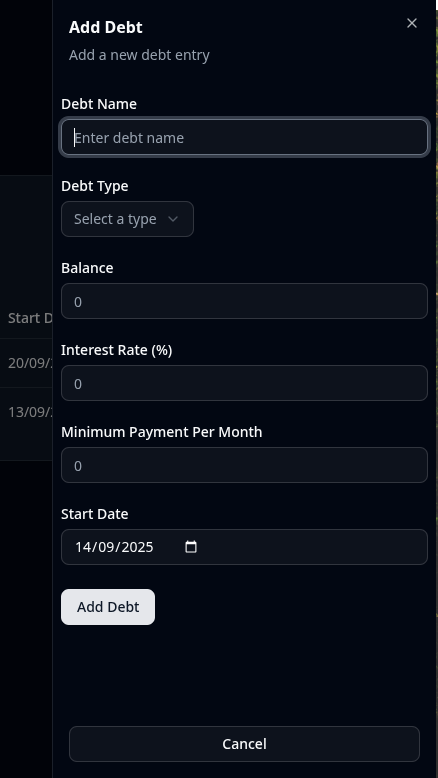 Add Debt
Add a new debt entry
Debt Name
Enter debt name
Debt Type
Select a type
Balance
0
Interest Rate (%)
0
Minimum Payment Per Month
0
Start Date
14/09/2025
Add Debt
Cancel
Start D
20/09/2
13/09/2